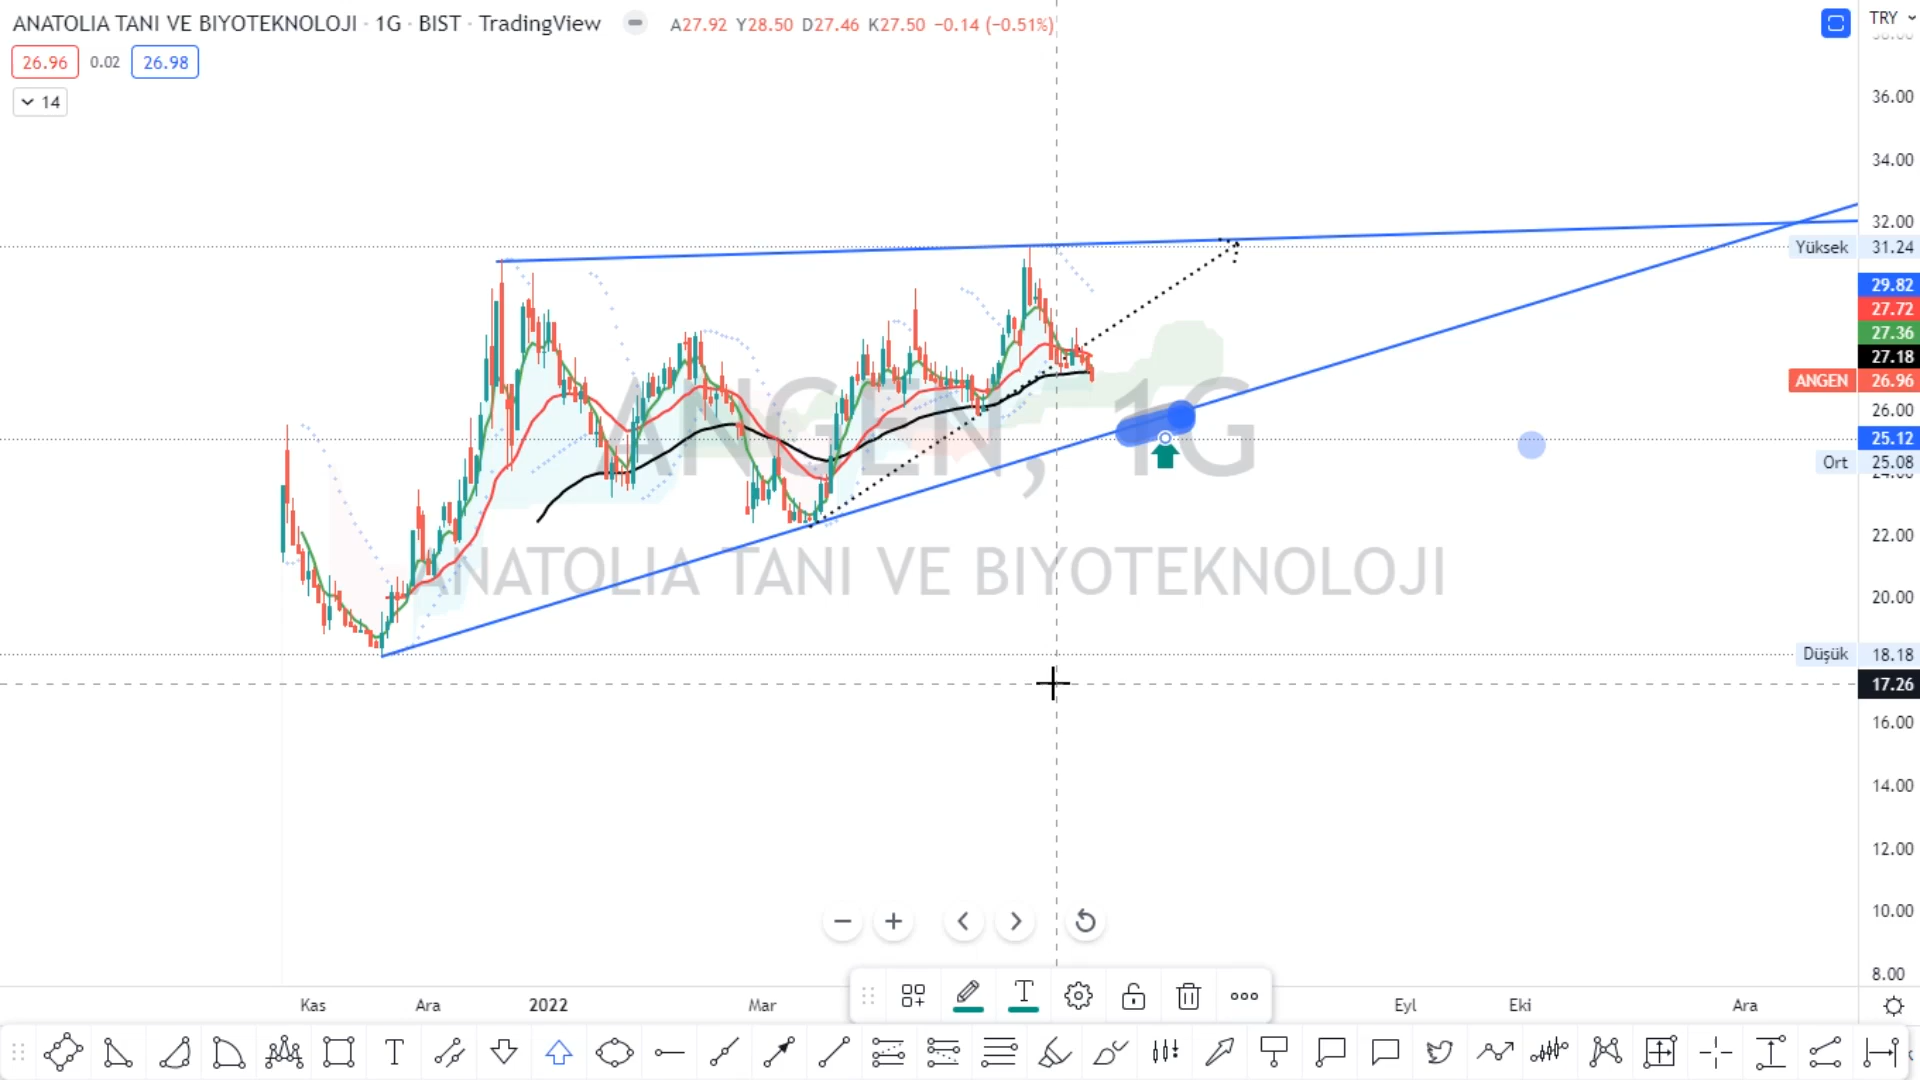 ANATOLIA TANI VE BIYOTEKNOLOJI · 1G · BIST · TradingView
A27.92 Y28.50 D27.46 K27.50 −0.14 (−0.51%)
TRY
26.96 0.02 26.98
14
36.00
34.00
32.00
Yüksek 31.24
29.82
27.72
27.36
27.18
ANGEN 26.96
26.00
25.12
Ort 25.08
24.00
22.00
20.00
Düşük 18.18
17.26
16.00
14.00
12.00
10.00
8.00
ANGEN, 1G
ANATOLIA TANI VE BIYOTEKNOLOJI
Kas Ara 2022 Mar Eyl Eki Ara